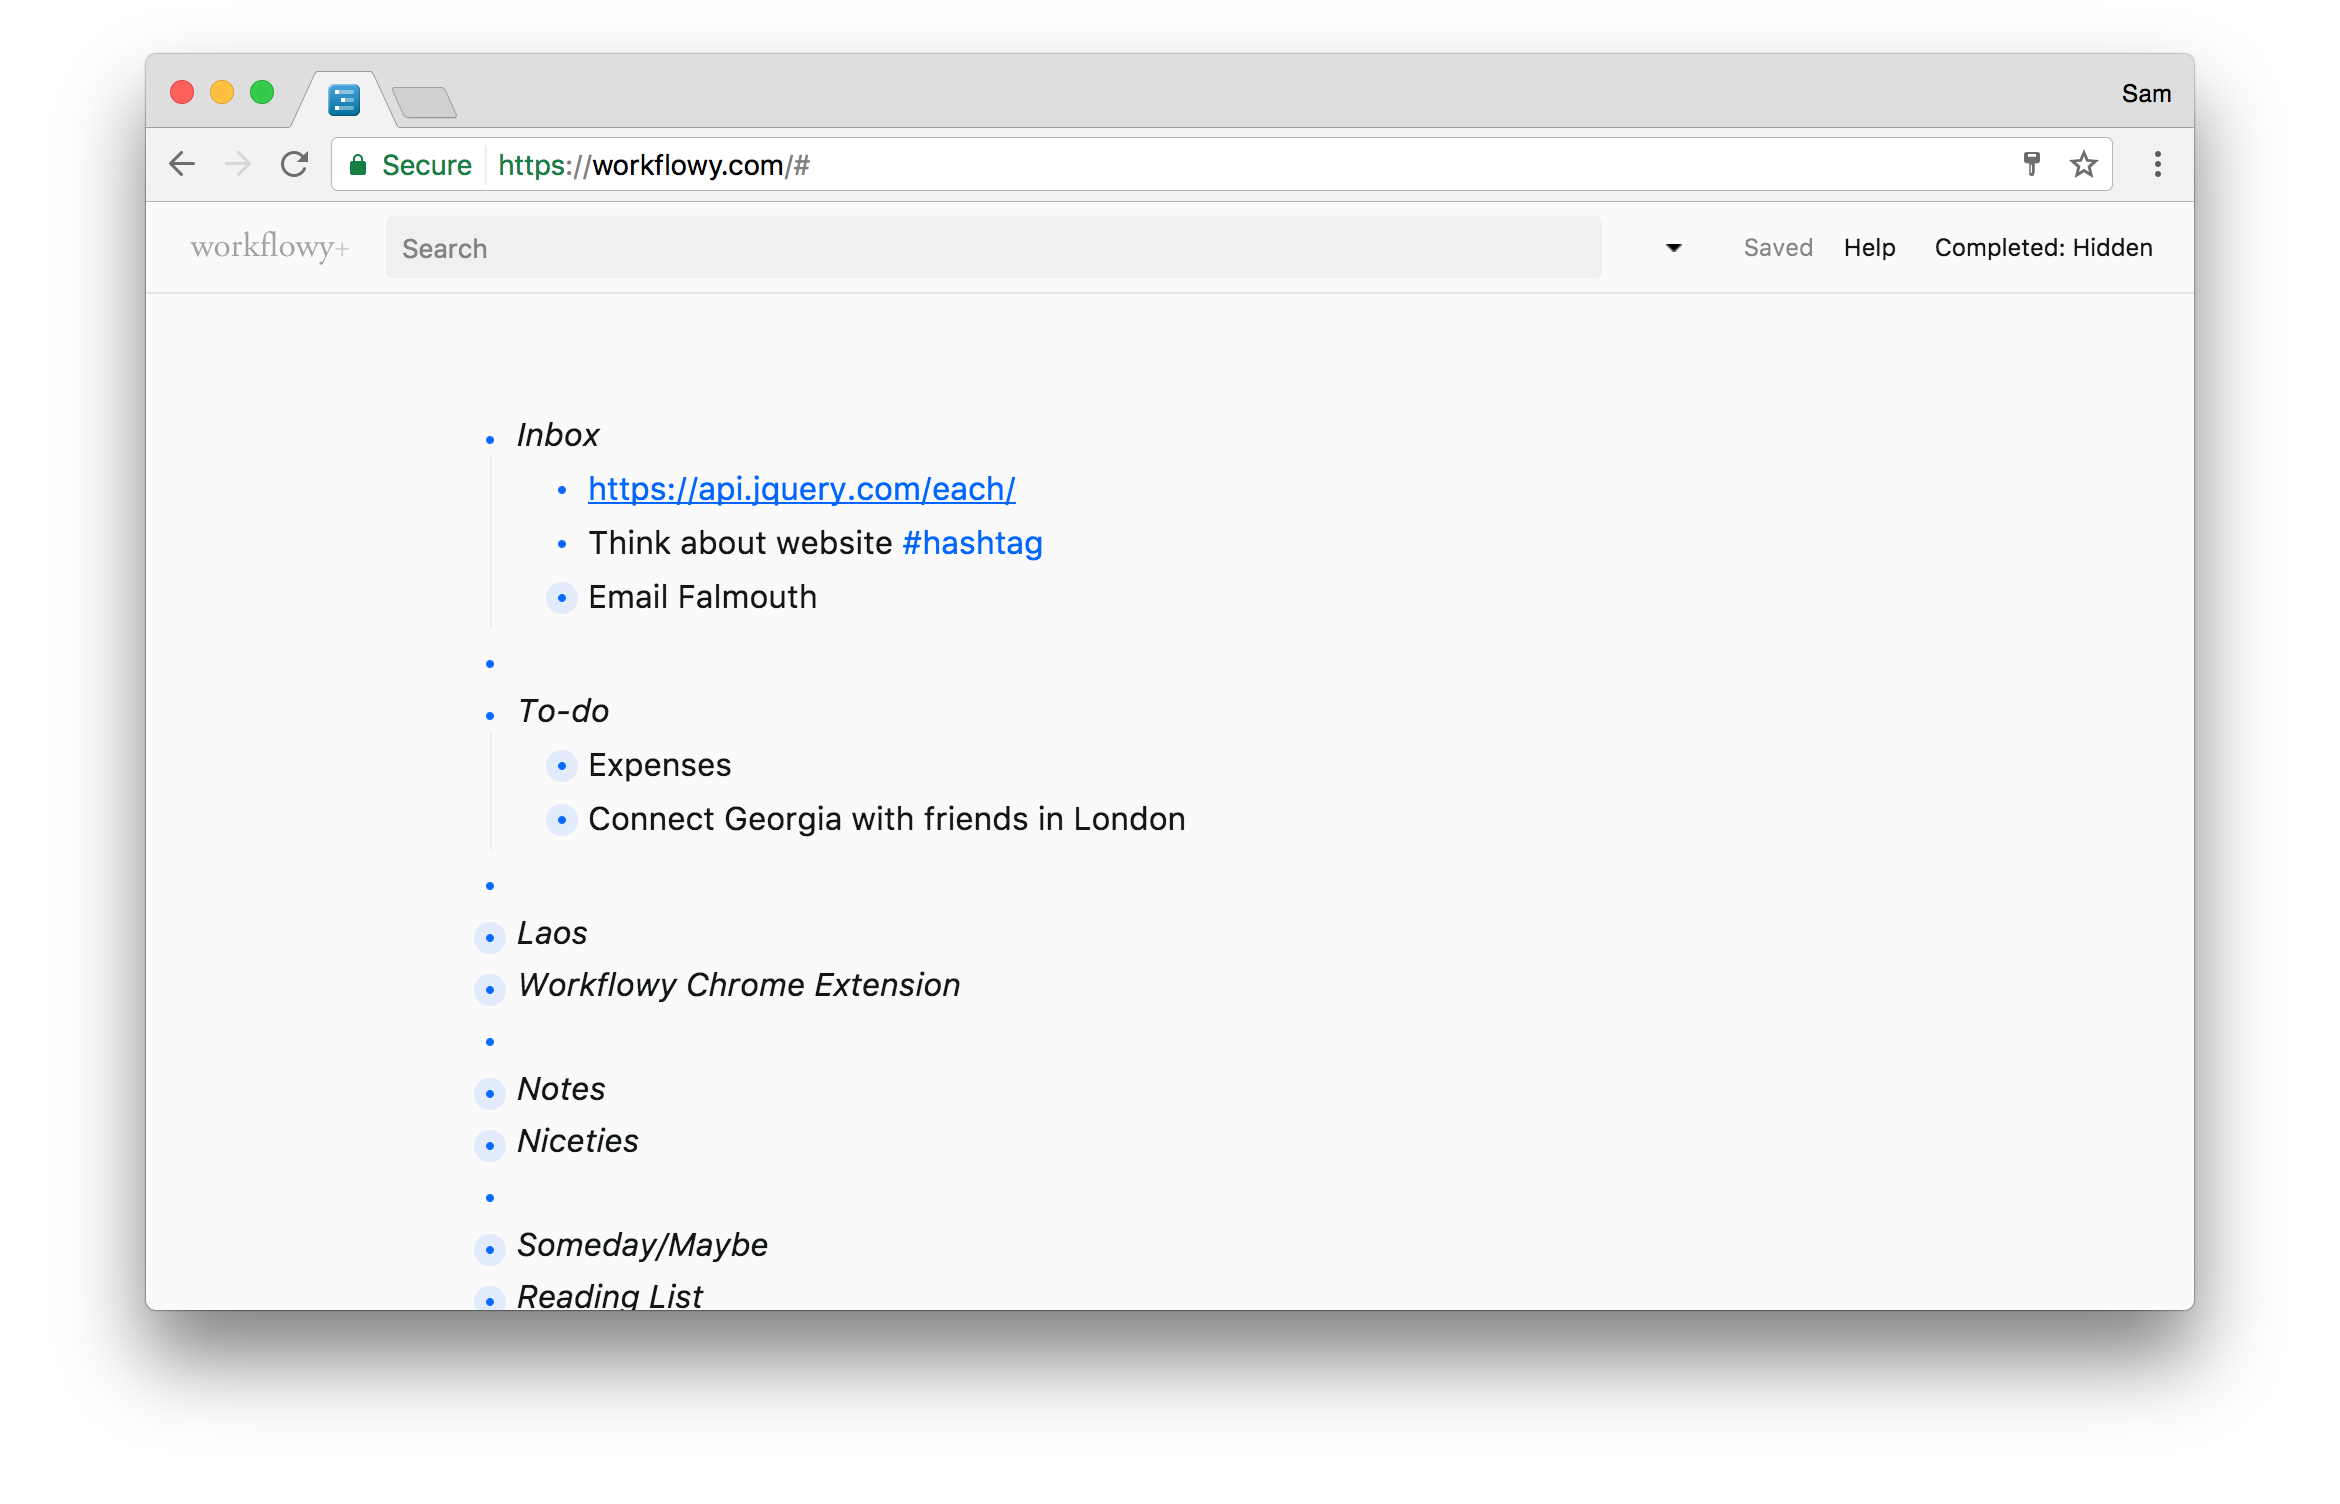 Sam
Secure https://workflowy.com/#
workflowy+ Search Saved Help Completed: Hidden
Inbox
https://api.jquery.com/each/
Think about website #hashtag
Email Falmouth
To-do
Expenses
Connect Georgia with friends in London
Laos
Workflowy Chrome Extension
Notes
Niceties
Someday/Maybe
Reading List